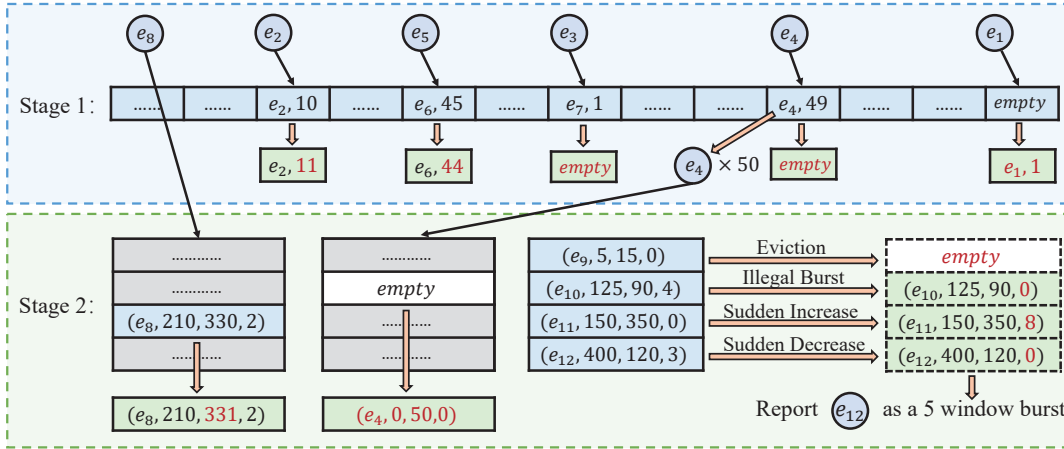 e₈ e₂ e₅ e₃ e₄ e₁
Stage 1: ...... ...... e₂, 10 ...... e₆, 45 ...... e₇, 1 ...... ...... e₄, 49 ...... ...... empty
e₂, 11 e₆, 44 empty e₄ × 50 empty e₁, 1
Stage 2:
............
............
(e₈, 210, 330, 2)
............
(e₈, 210, 331, 2)
............
empty
............
............
(e₄, 0, 50,0)
(e₉, 5, 15, 0) Eviction empty
(e₁₀, 125, 90, 4) Illegal Burst (e₁₀, 125, 90, 0)
(e₁₁, 150, 350, 0) Sudden Increase (e₁₁, 150, 350, 8)
(e₁₂, 400, 120, 3) Sudden Decrease (e₁₂, 400, 120, 0)
Report e₁₂ as a 5 window burst